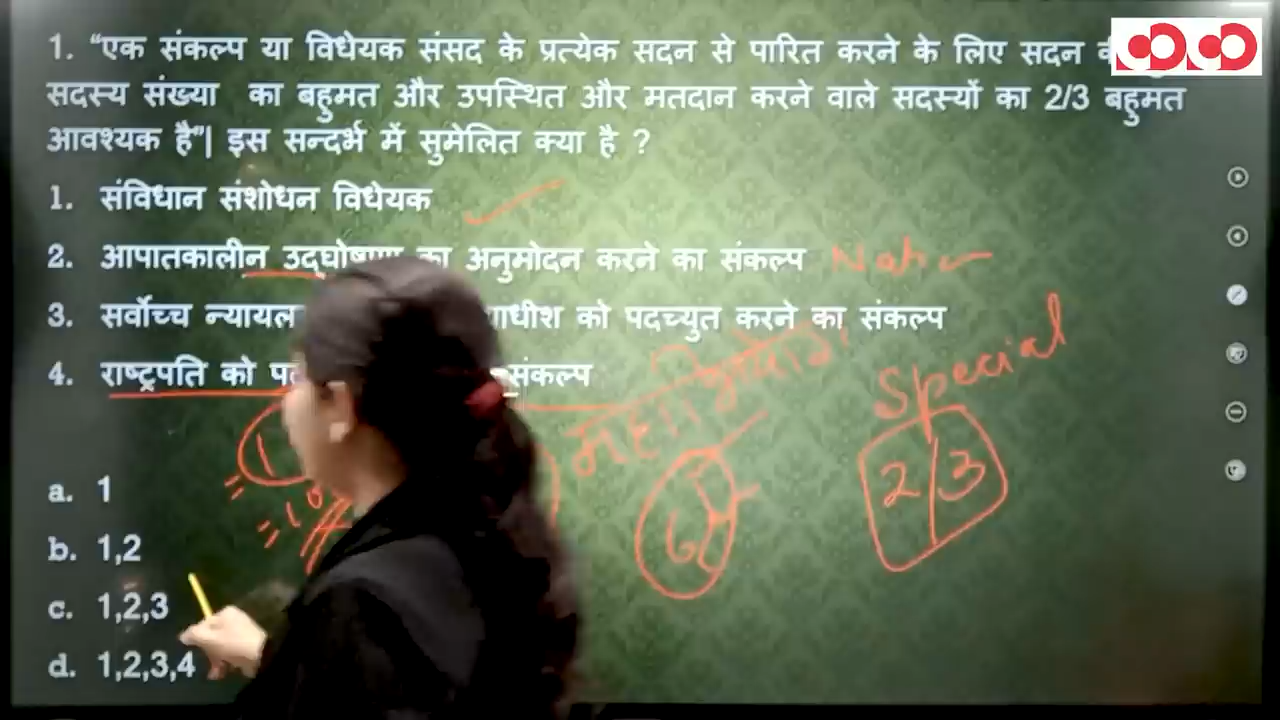 1. “एक संकल्प या विधेयक संसद के प्रत्येक सदन से पारित करने के लिए सदन
सदस्य संख्या का बहुमत और उपस्थित और मतदान करने वाले सदस्यों का 2/3 बहुमत
आवश्यक है”| इस सन्दर्भ में सुमेलित क्या है ?
1. संविधान संशोधन विधेयक
2. आपातकालीन उद्घोषणा का अनुमोदन करने का संकल्प
3. सर्वोच्च को पदच्युत करने का संकल्प
4. राष्ट्रपति को संकल्प
महाभियोग
Special
2/3
a. 1
b. 1,2
c. 1,2,3
d. 1,2,3,4